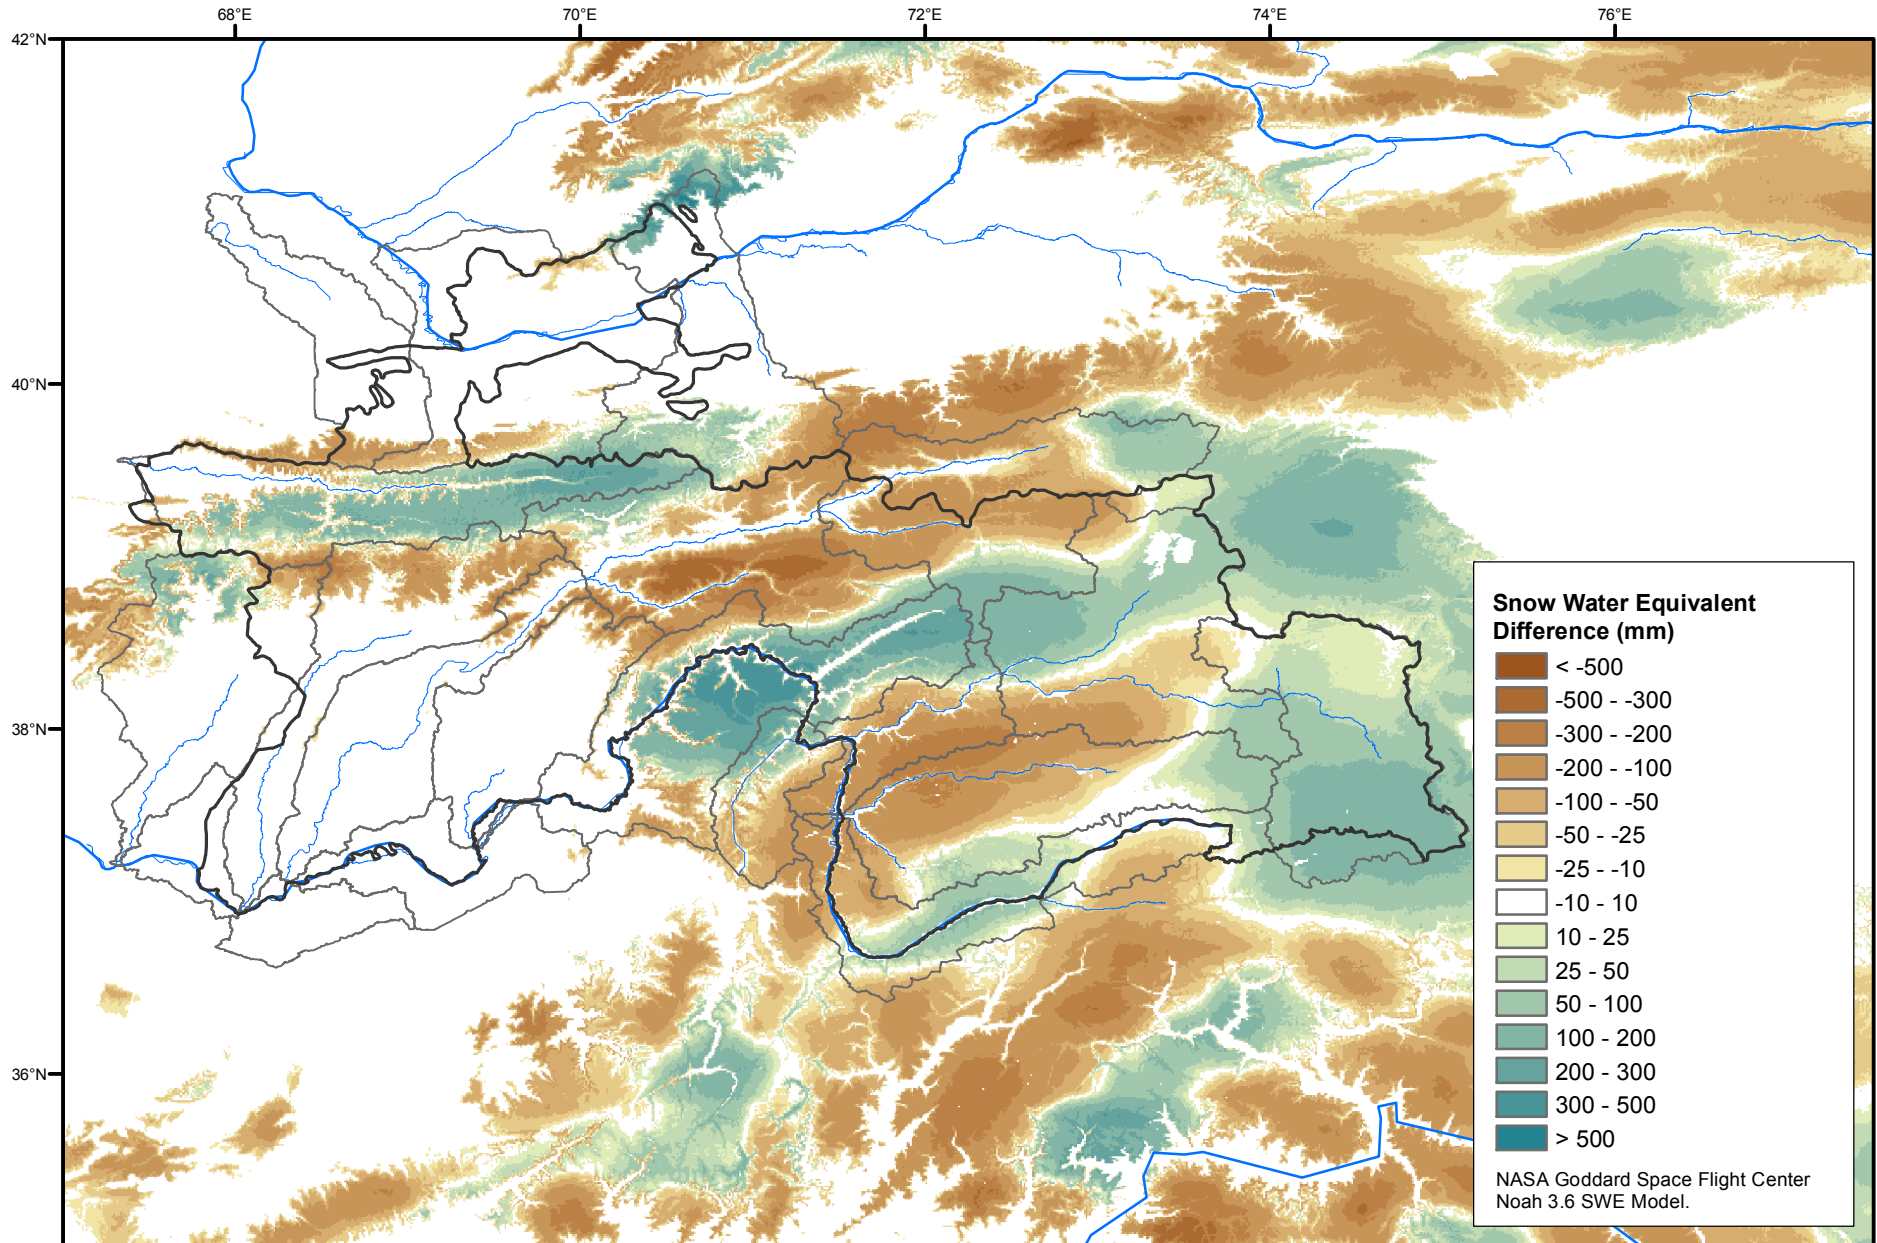 68°E
70°E
72°E
74°E
76°E
42°N
40°N
38°N
36°N
Snow Water Equivalent
Difference (mm)
< -500
-500 - -300
-300 - -200
-200 - -100
-100 - -50
-50 - -25
-25 - -10
-10 - 10
10 - 25
25 - 50
50 - 100
100 - 200
200 - 300
300 - 500
> 500
NASA Goddard Space Flight Center
Noah 3.6 SWE Model.